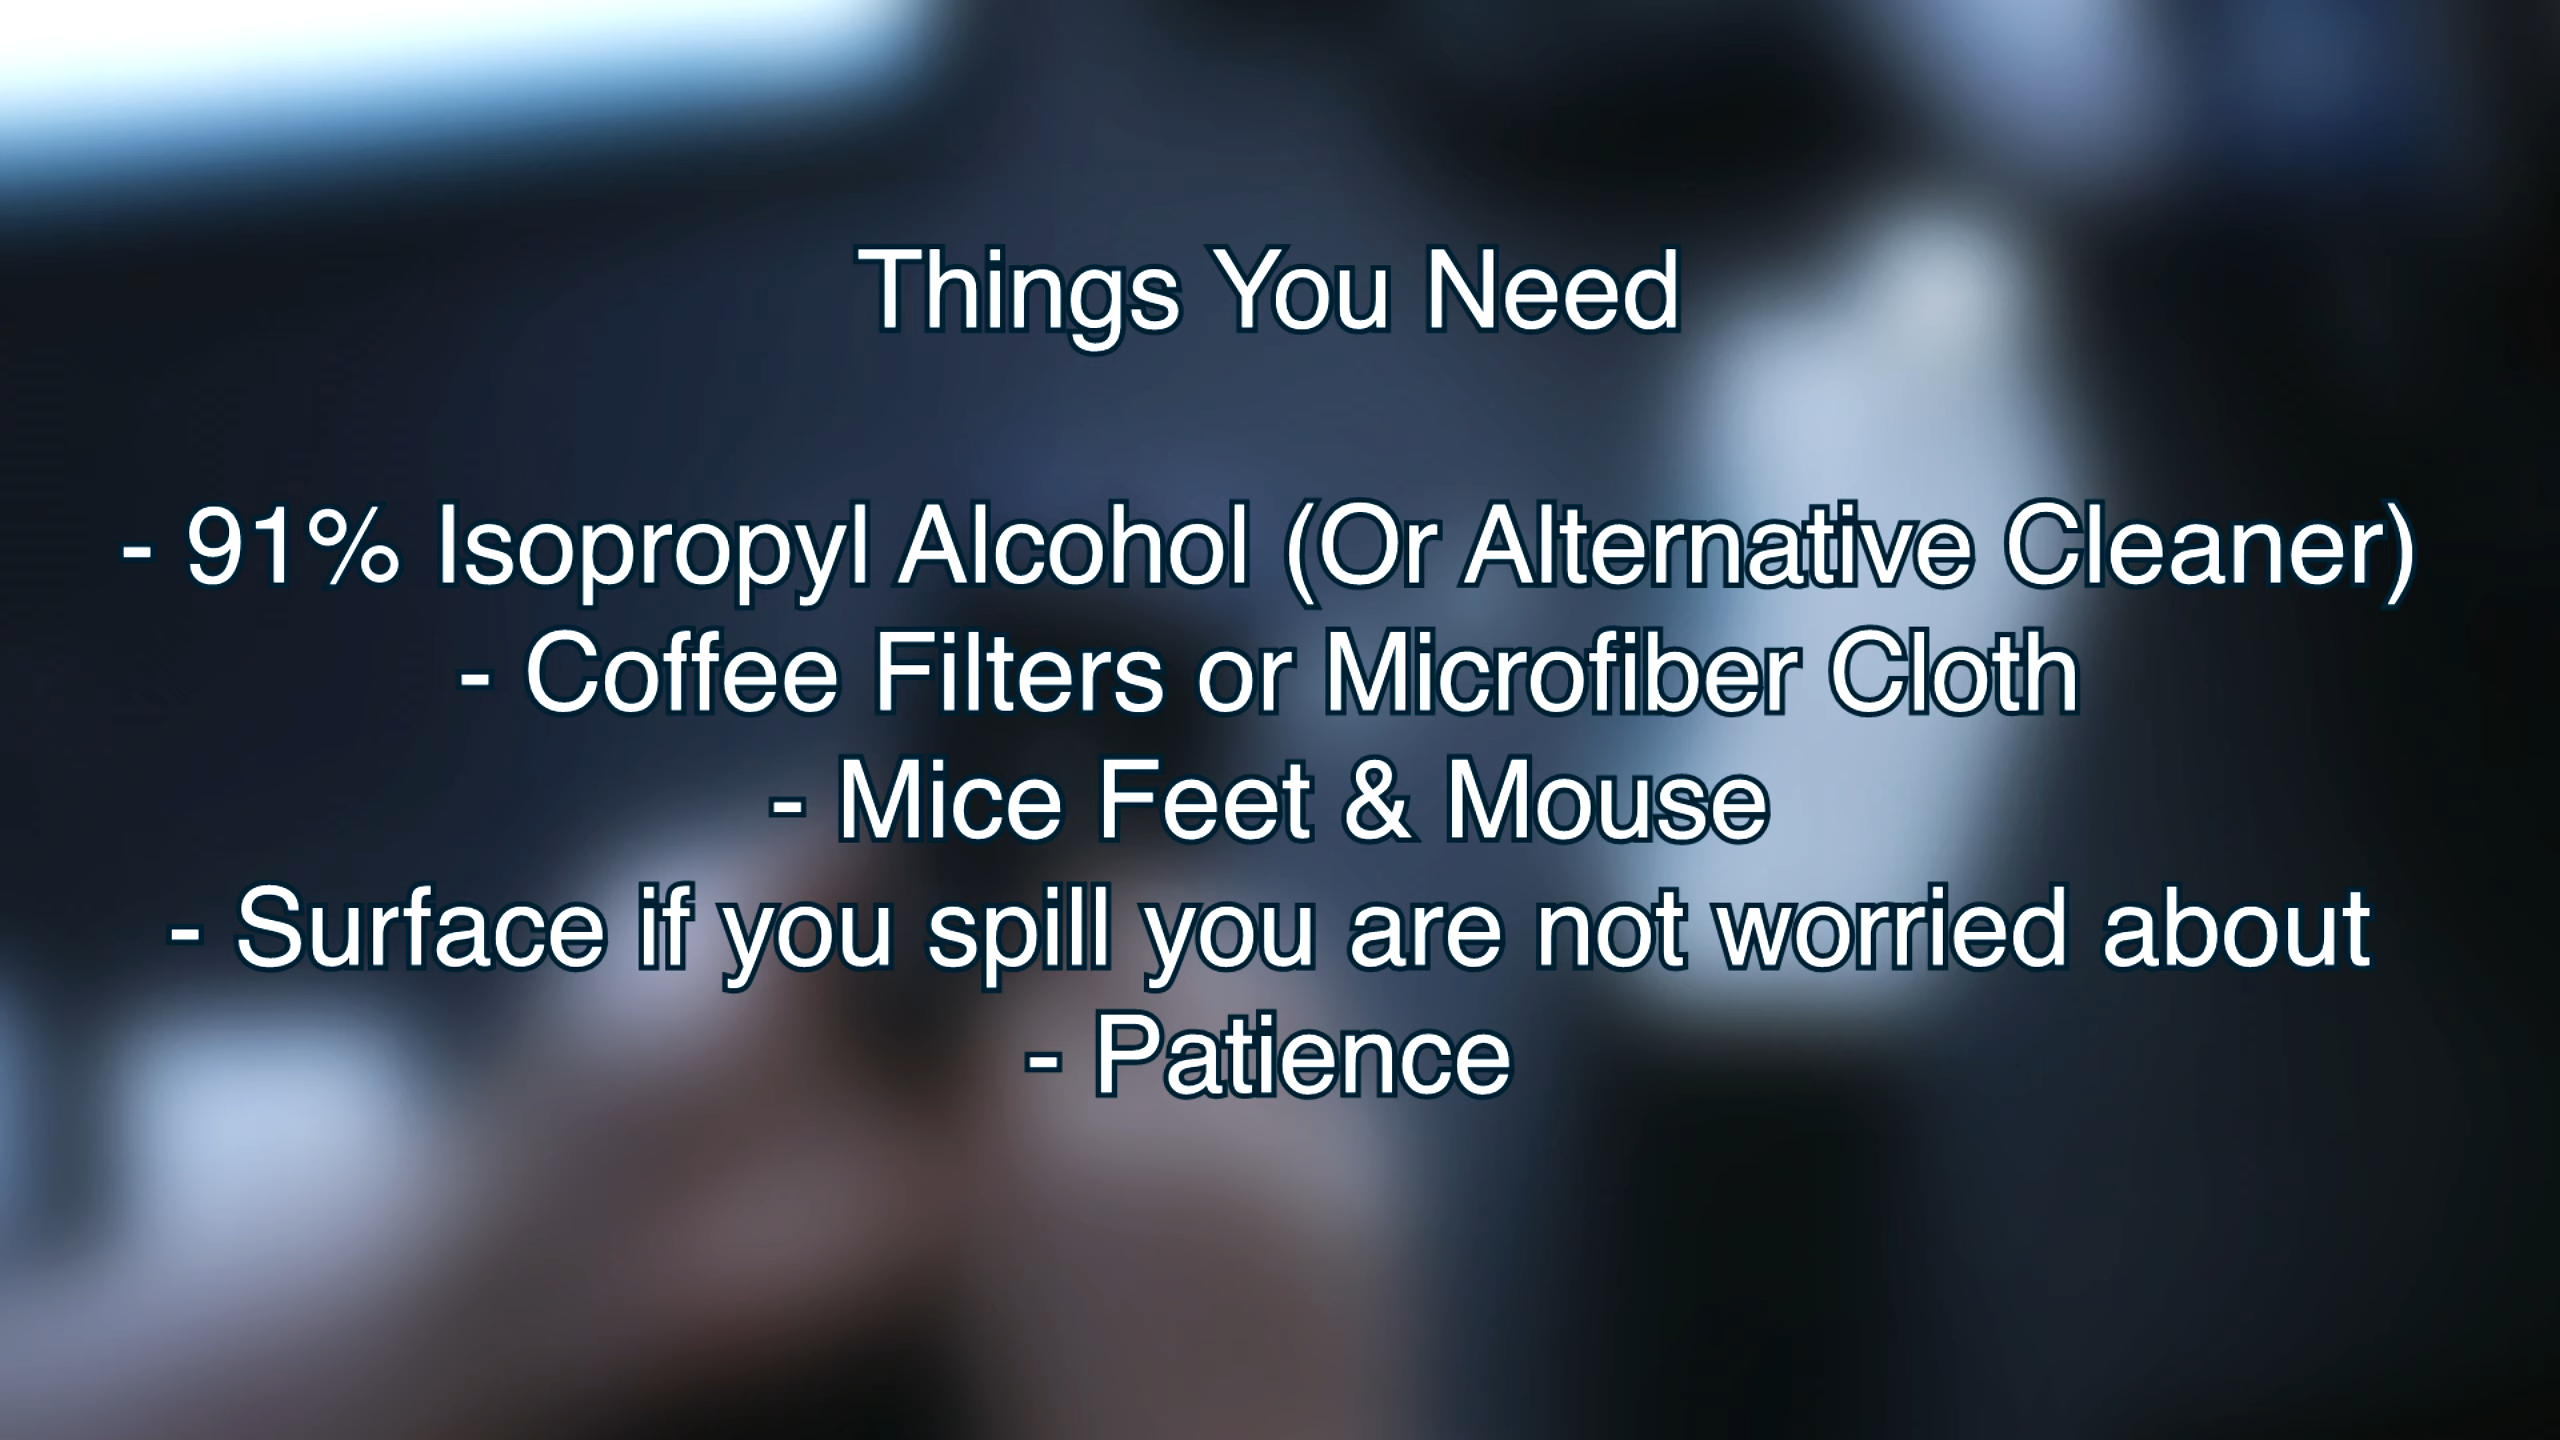 Things You Need
- 91% Isopropyl Alcohol (Or Alternative Cleaner)
- Coffee Filters or Microfiber Cloth
- Mice Feet & Mouse
- Surface if you spill you are not worried about
- Patience